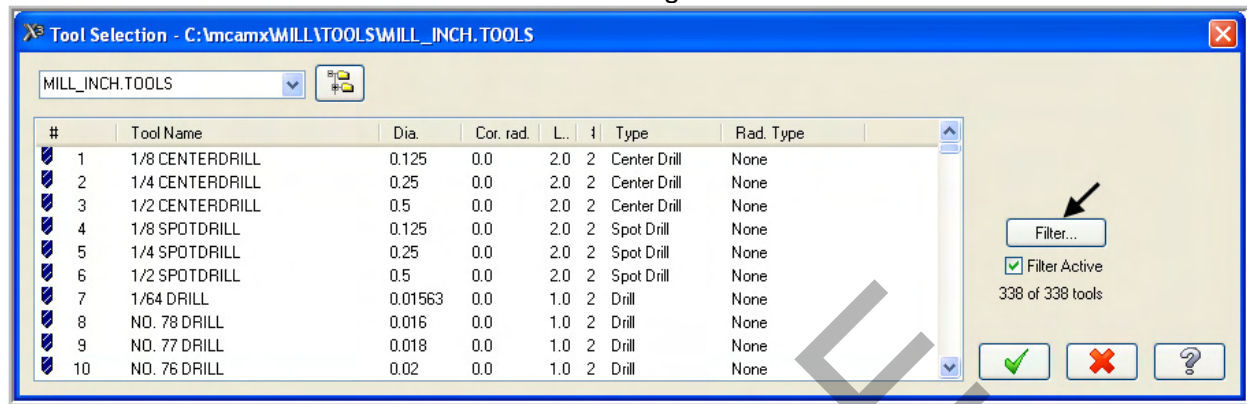 Tool Selection - C:\mcamx\MILL\TOOLS\MILL_INCH.TOOLS
MILL_INCH.TOOLS
# Tool Name Dia. Cor. rad. L.. Type Rad. Type
1 1/8 CENTERDRILL 0.125 0.0 2.0 2 Center Drill None
2 1/4 CENTERDRILL 0.25 0.0 2.0 2 Center Drill None
3 1/2 CENTERDRILL 0.5 0.0 2.0 2 Center Drill None
4 1/8 SPOTDRILL 0.125 0.0 2.0 2 Spot Drill None
5 1/4 SPOTDRILL 0.25 0.0 2.0 2 Spot Drill None
6 1/2 SPOTDRILL 0.5 0.0 2.0 2 Spot Drill None
7 1/64 DRILL 0.01563 0.0 1.0 2 Drill None
8 NO. 78 DRILL 0.016 0.0 1.0 2 Drill None
9 NO. 77 DRILL 0.018 0.0 1.0 2 Drill None
10 NO. 76 DRILL 0.02 0.0 1.0 2 Drill None
Filter...
Filter Active
338 of 338 tools